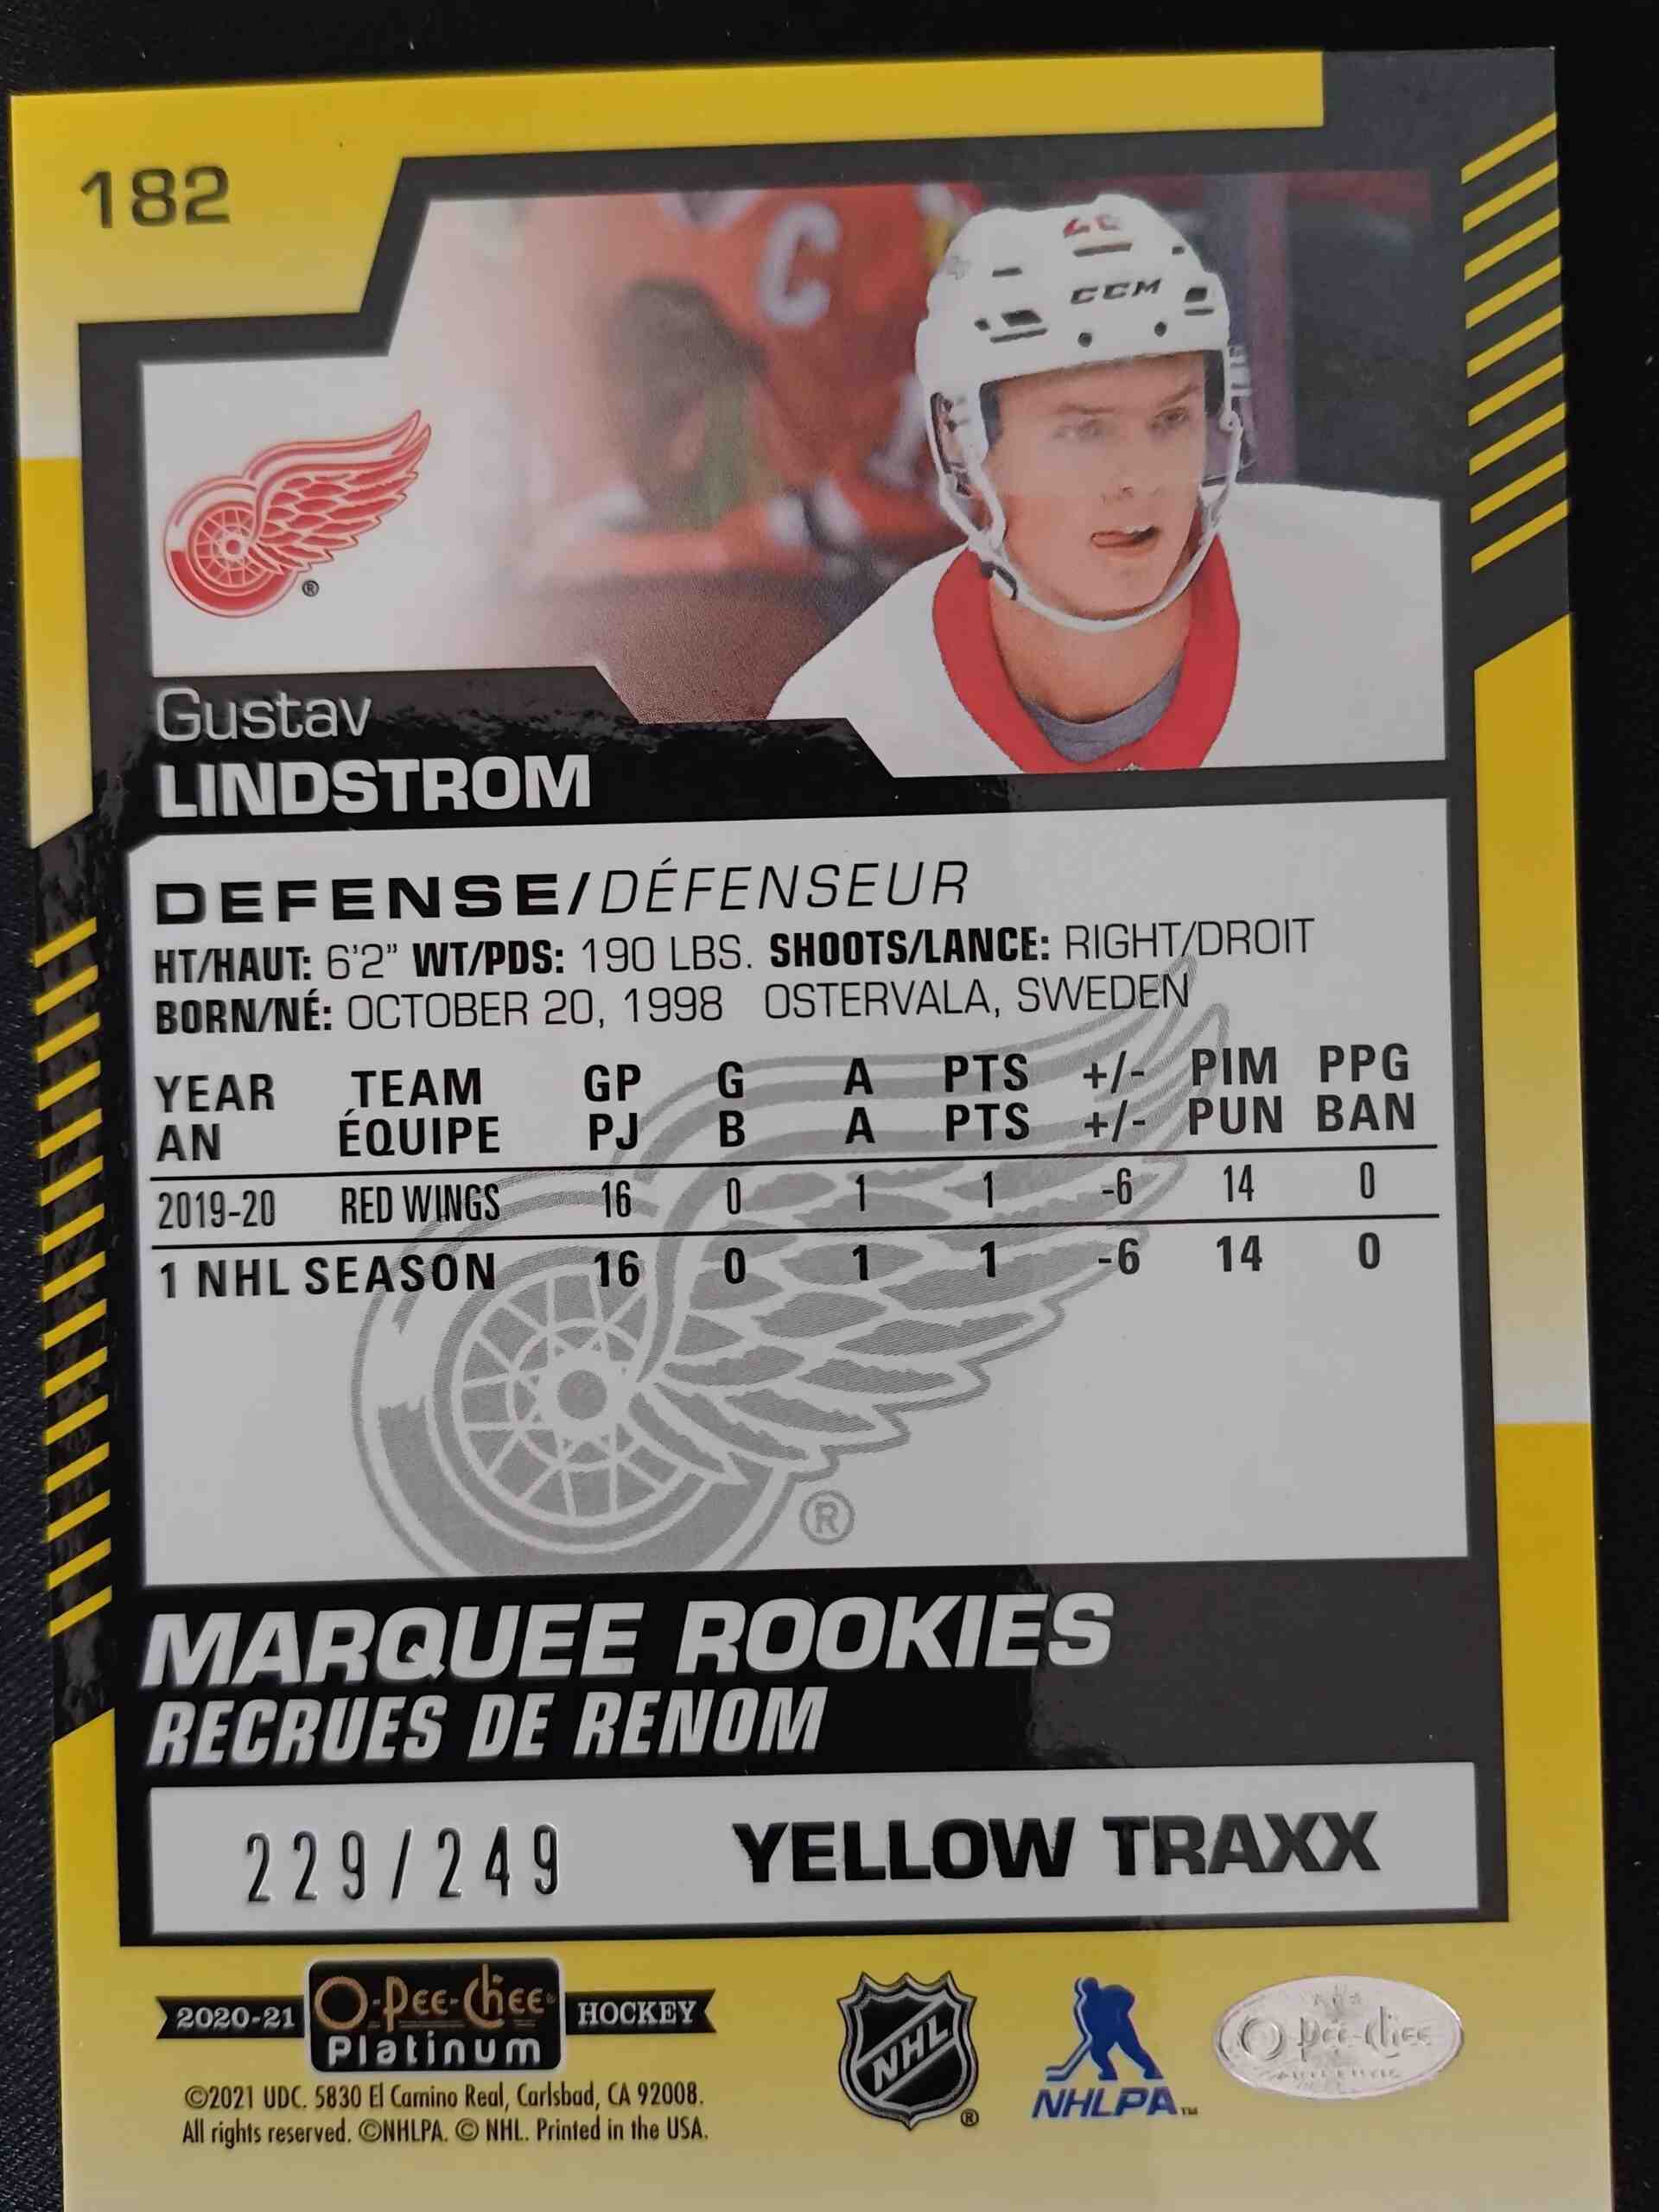 182
C
CCM
®
Gustav
LINDSTROM
DEFENSE/DÉFENSEUR
HT/HAUT: 6'2" WT/PDS: 190 LBS. SHOOTS/LANCE: RIGHT/DROIT
BORN/NÉ: OCTOBER 20, 1998 OSTERVALA, SWEDEN
YEAR TEAM GP G A PTS +/- PIM PPG
AN ÉQUIPE PJ B A PTS +/- PUN BAN
2019-20 RED WINGS 16 0 1 1 -6 14 0
1 NHL SEASON 16 0 1 1 -6 14 0
®
MARQUEE ROOKIES
RECRUES DE RENOM
229/249 YELLOW TRAXX
2020-21 O-Pee-Chee Platinum HOCKEY
NHL ®
NHLPA™
O-Pee-Chee
©2021 UDC. 5830 El Camino Real, Carlsbad, CA 92008.
All rights reserved. ©NHLPA. © NHL. Printed in the USA.